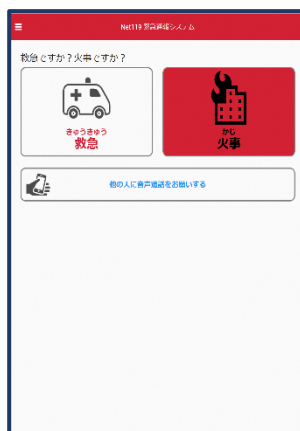 Net119 緊急通報システム
救急ですか？火事ですか？
きゅうきゅう
救急
かじ
火事
他の人に音声通話をお願いする